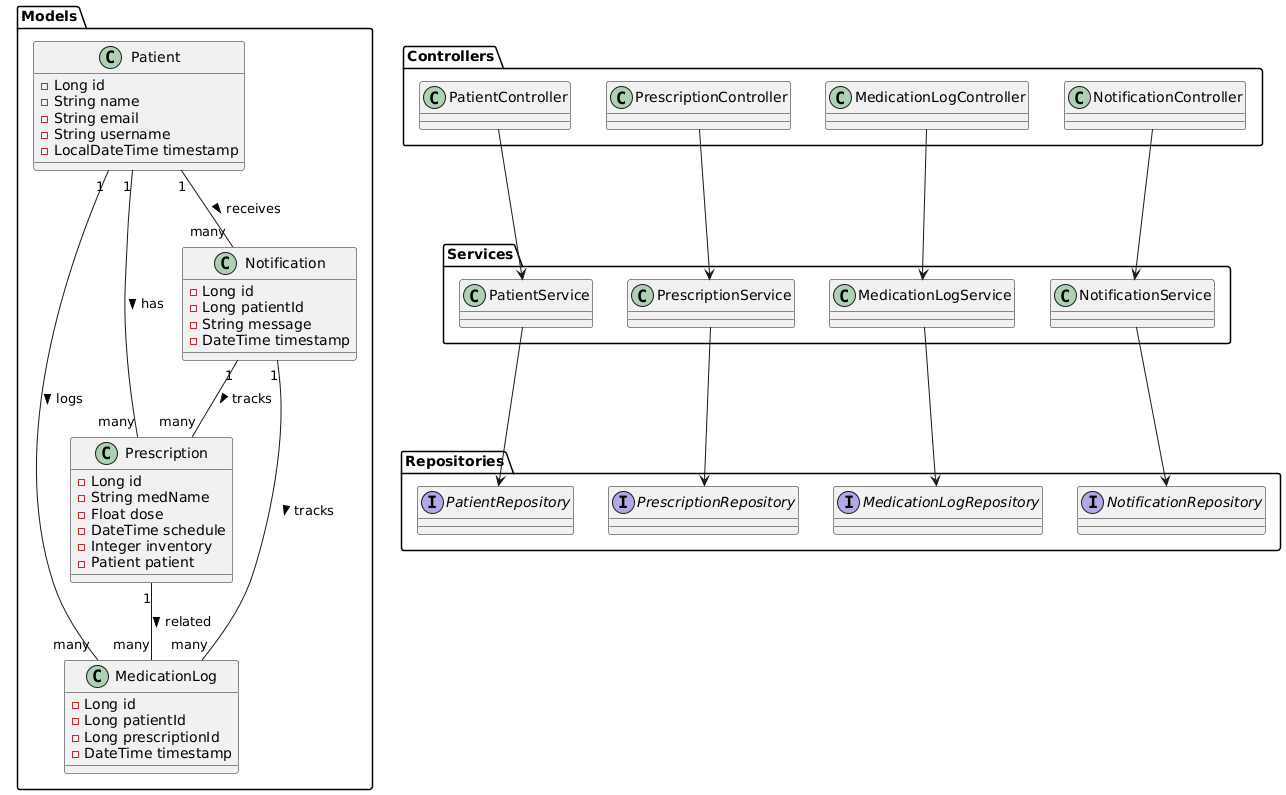 Models
C Patient
Long id
String name
String email
String username
LocalDateTime timestamp
1
1
1
receives
many
C Notification
Long id
Long patientId
String message
DateTime timestamp
has
1
1
logs
tracks
many
many
C Prescription
Long id
String medName
Float dose
DateTime schedule
Integer inventory
Patient patient
tracks
1
related
many
many
many
C MedicationLog
Long id
Long patientId
Long prescriptionId
DateTime timestamp
Controllers
C PatientController
C PrescriptionController
C MedicationLogController
C NotificationController
Services
C PatientService
C PrescriptionService
C MedicationLogService
C NotificationService
Repositories
I PatientRepository
I PrescriptionRepository
I MedicationLogRepository
I NotificationRepository